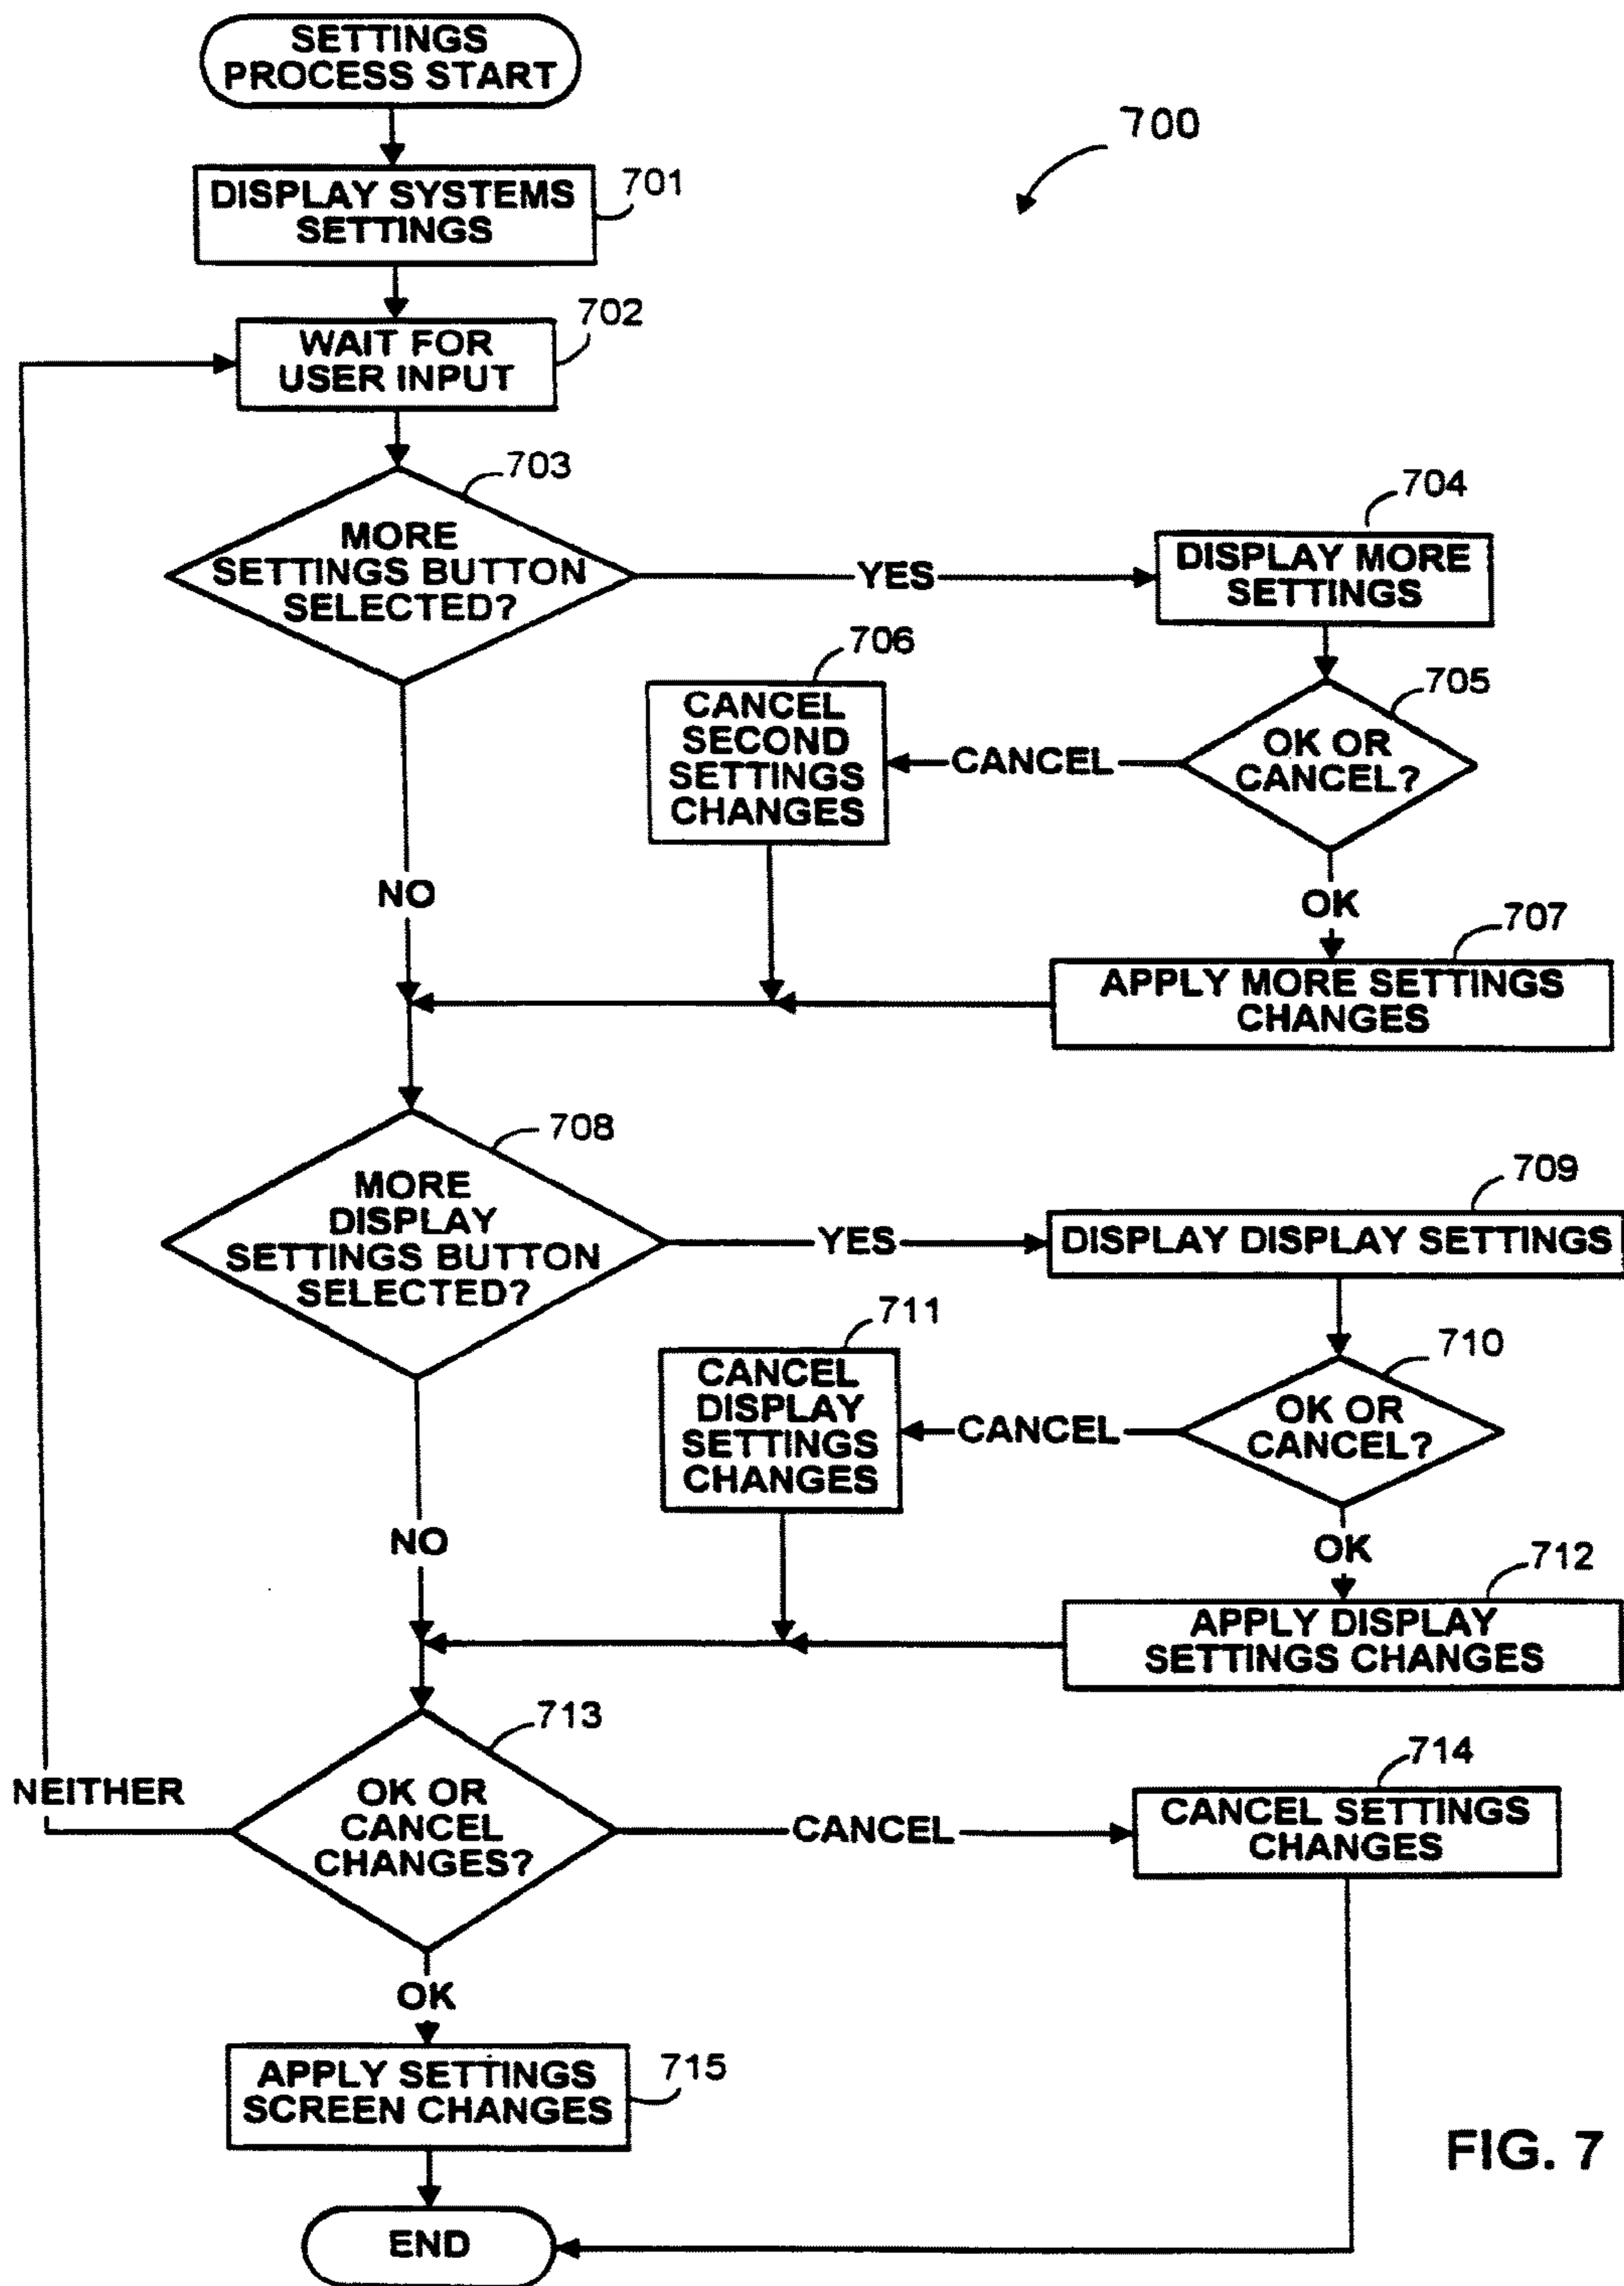 SETTINGS
PROCESS START
700
DISPLAY SYSTEMS
SETTINGS
701
WAIT FOR
USER INPUT
702
MORE
SETTINGS BUTTON
SELECTED?
703
YES
DISPLAY MORE
SETTINGS
704
OK OR
CANCEL?
705
CANCEL
CANCEL
SECOND
SETTINGS
CHANGES
706
NO
OK
APPLY MORE SETTINGS
CHANGES
707
MORE
DISPLAY
SETTINGS BUTTON
SELECTED?
708
YES
DISPLAY DISPLAY SETTINGS
709
OK OR
CANCEL?
710
CANCEL
CANCEL
DISPLAY
SETTINGS
CHANGES
711
NO
OK
APPLY DISPLAY
SETTINGS CHANGES
712
OK OR
CANCEL
CHANGES?
713
NEITHER
CANCEL
CANCEL SETTINGS
CHANGES
714
OK
APPLY SETTINGS
SCREEN CHANGES
715
END
FIG. 7